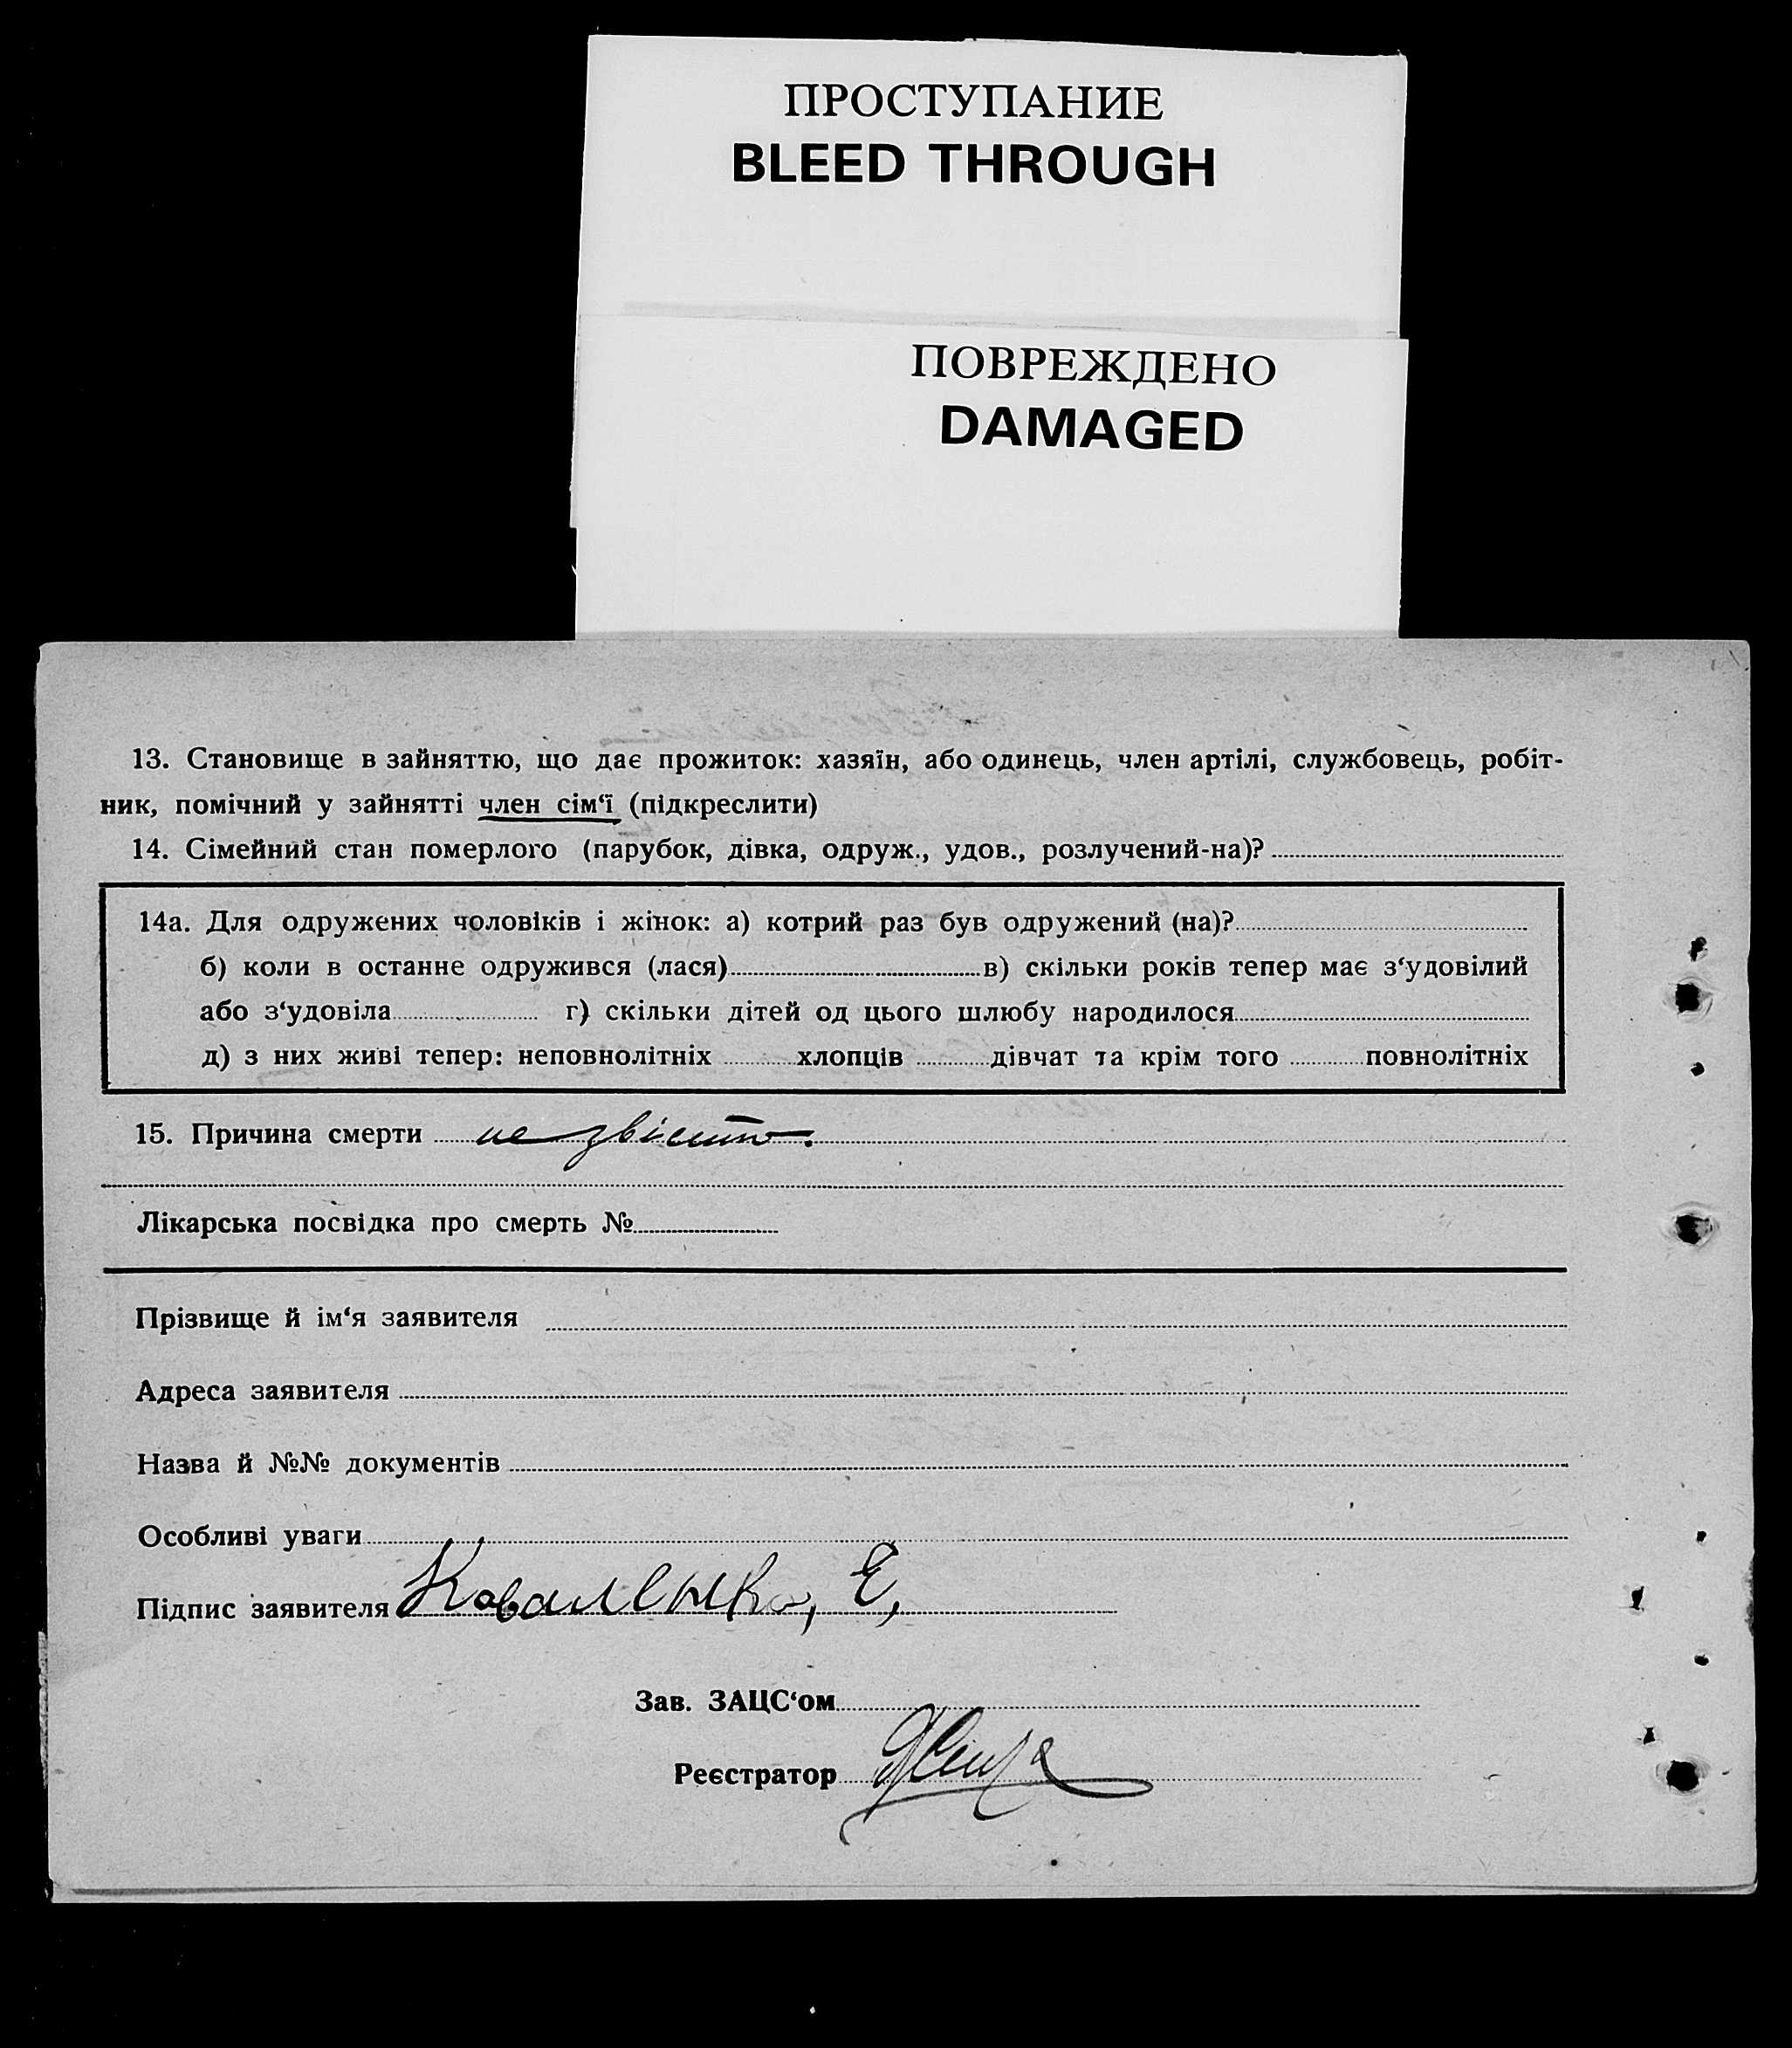 ПРОСТУПАНИЕ
BLEED THROUGH
ПОВРЕЖДЕНО
DAMAGED
13. Становище в зайняттю, що дає прожиток: хазяїн, або одинець, член артілі, службовець, робіт-
ник, помічний у зайнятті член сім‘ї (підкреслити)
14. Сімейний стан померлого (парубок, дівка, одруж., удов., розлучений-на)?
14а. Для одружених чоловіків і жінок: а) котрий раз був одружений (на)?
б) коли в останне одружився (лася) в) скільки років тепер має з‘удовілий
або з‘удовіла г) скільки дітей од цього шлюбу народилося
д) з них живі тепер: неповнолітніх хлопців дівчат та крім того повнолітніх
15. Причина смерти не звісно.
Лікарська посвідка про смерть №
Прізвище й ім‘я заявителя
Адреса заявителя
Назва й №№ документів
Особливі уваги
Підпис заявителя Коваленко, Е,
Зав. ЗАЦС‘ом
Реєстратор